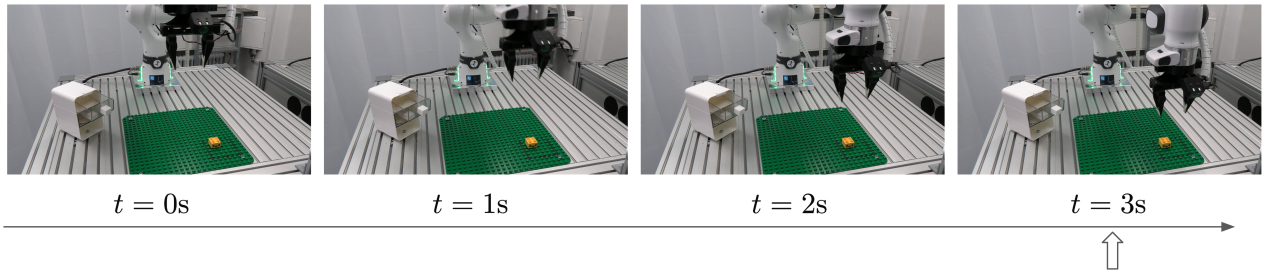 t = 0s
t = 1s
t = 2s
t = 3s